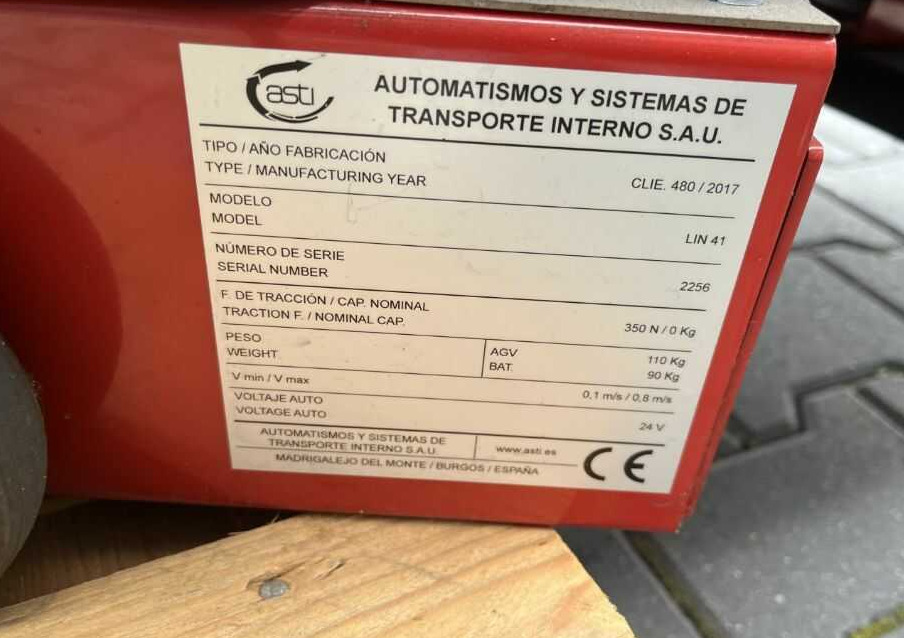 asti
AUTOMATISMOS Y SISTEMAS DE
TRANSPORTE INTERNO S.A.U.
TIPO / AÑO FABRICACIÓN
TYPE / MANUFACTURING YEAR
CLIE. 480 / 2017
MODELO
MODEL
LIN 41
NÚMERO DE SERIE
SERIAL NUMBER
2256
F. DE TRACCIÓN / CAP. NOMINAL
TRACTION F. / NOMINAL CAP.
350 N / 0 Kg
PESO
WEIGHT
AGV 110 Kg
BAT. 90 Kg
V min / V max
0,1 m/s / 0,8 m/s
VOLTAJE AUTO
VOLTAGE AUTO
24 V
AUTOMATISMOS Y SISTEMAS DE
TRANSPORTE INTERNO S.A.U.
www.asti.es
MADRIGALEJO DEL MONTE / BURGOS / ESPAÑA
CE